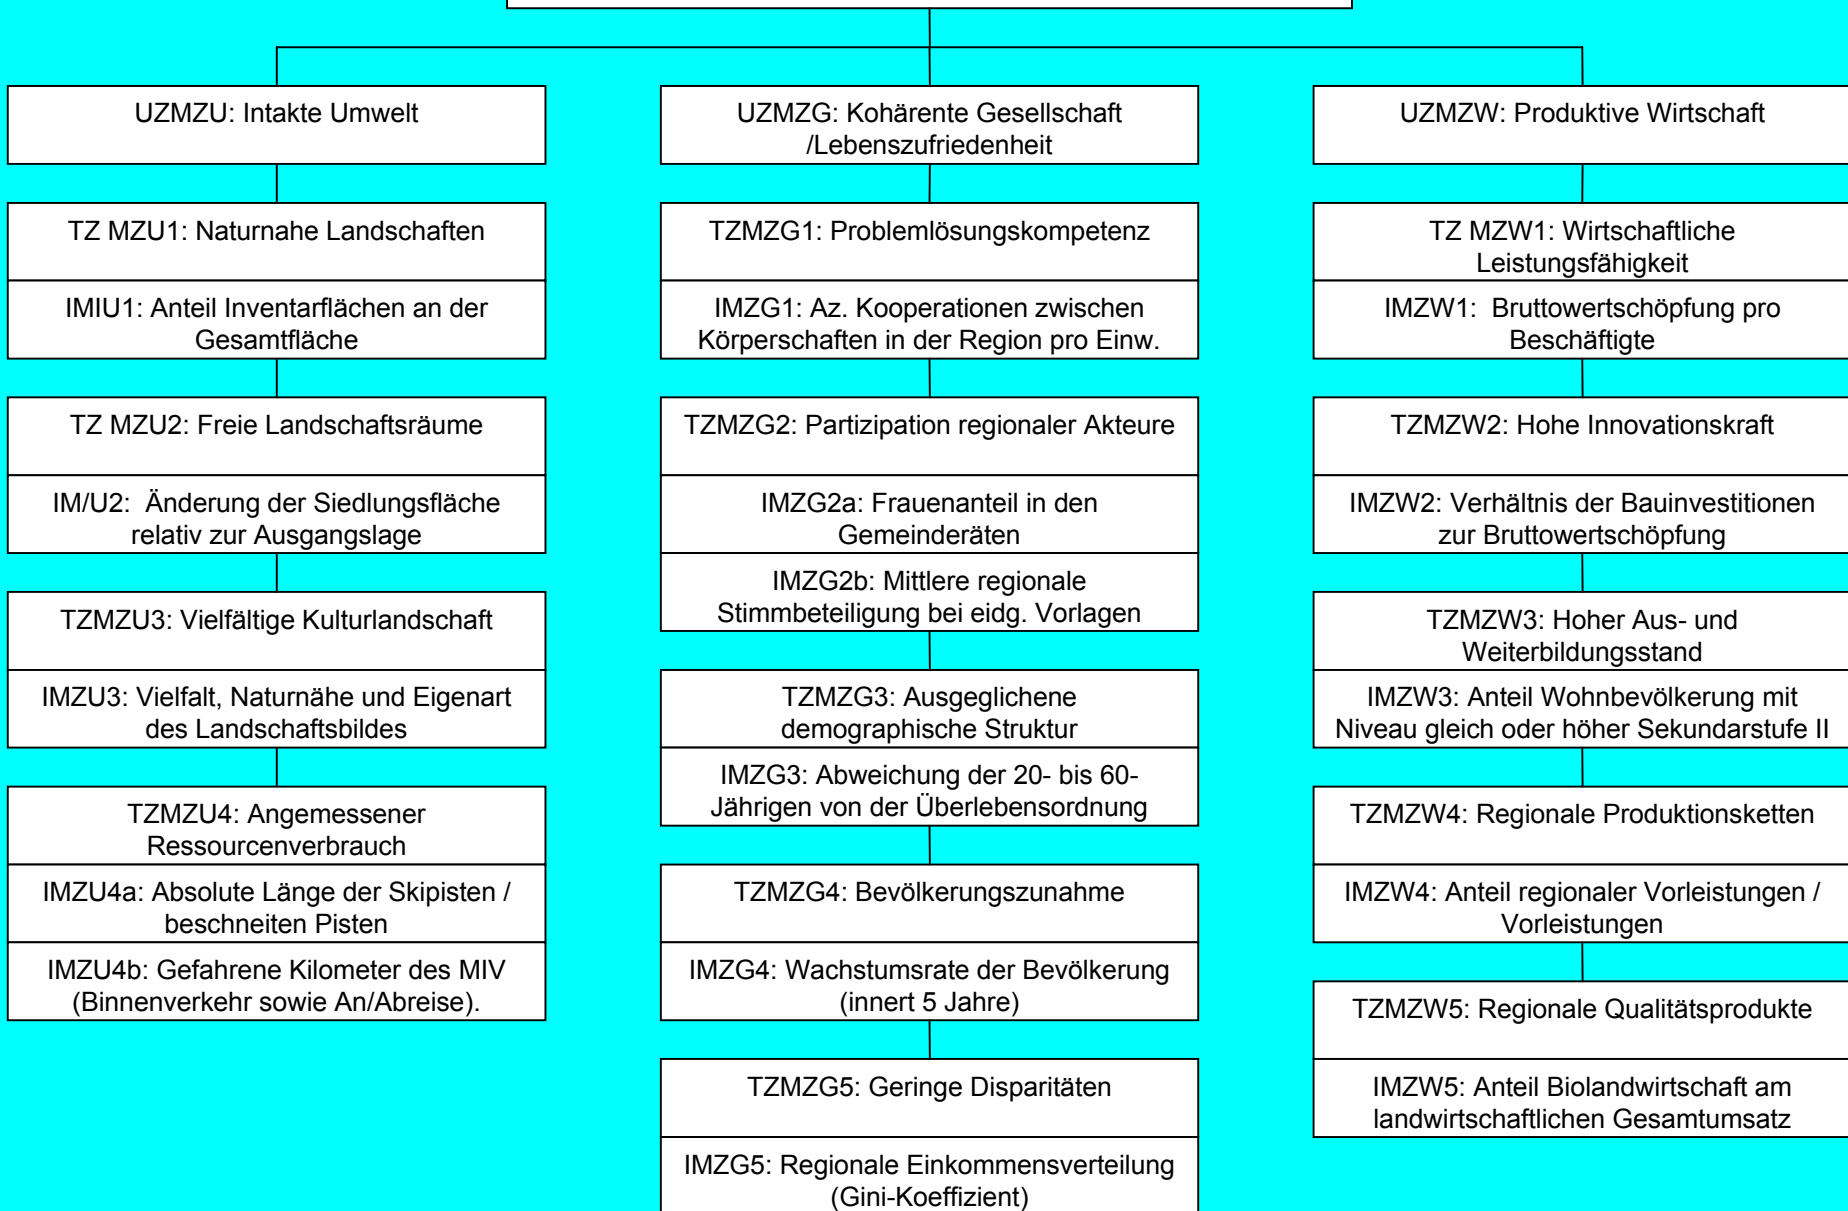 UZMZU: Intakte Umwelt
TZ MZU1: Naturnahe Landschaften
IMIU1: Anteil Inventarflächen an der
Gesamtfläche
TZ MZU2: Freie Landschaftsräume
IM/U2:  Änderung der Siedlungsfläche
relativ zur Ausgangslage
TZMZU3: Vielfältige Kulturlandschaft
IMZU3: Vielfalt, Naturnähe und Eigenart
des Landschaftsbildes
TZMZU4: Angemessener
Ressourcenverbrauch
IMZU4a: Absolute Länge der Skipisten /
beschneiten Pisten
IMZU4b: Gefahrene Kilometer des MIV
(Binnenverkehr sowie An/Abreise).
UZMZG: Kohärente Gesellschaft
/Lebenszufriedenheit
TZMZG1: Problemlösungskompetenz
IMZG1: Az. Kooperationen zwischen
Körperschaften in der Region pro Einw.
TZMZG2: Partizipation regionaler Akteure
IMZG2a: Frauenanteil in den
Gemeinderäten
IMZG2b: Mittlere regionale
Stimmbeteiligung bei eidg. Vorlagen
TZMZG3: Ausgeglichene
demographische Struktur
IMZG3: Abweichung der 20- bis 60-
Jährigen von der Überlebensordnung
TZMZG4: Bevölkerungszunahme
IMZG4: Wachstumsrate der Bevölkerung
(innert 5 Jahre)
TZMZG5: Geringe Disparitäten
IMZG5: Regionale Einkommensverteilung
(Gini-Koeffizient)
UZMZW: Produktive Wirtschaft
TZ MZW1: Wirtschaftliche
Leistungsfähigkeit
IMZW1:  Bruttowertschöpfung pro
Beschäftigte
TZMZW2: Hohe Innovationskraft
IMZW2: Verhältnis der Bauinvestitionen
zur Bruttowertschöpfung
TZMZW3: Hoher Aus- und
Weiterbildungsstand
IMZW3: Anteil Wohnbevölkerung mit
Niveau gleich oder höher Sekundarstufe II
TZMZW4: Regionale Produktionsketten
IMZW4: Anteil regionaler Vorleistungen /
Vorleistungen
TZMZW5: Regionale Qualitätsprodukte
IMZW5: Anteil Biolandwirtschaft am
landwirtschaftlichen Gesamtumsatz